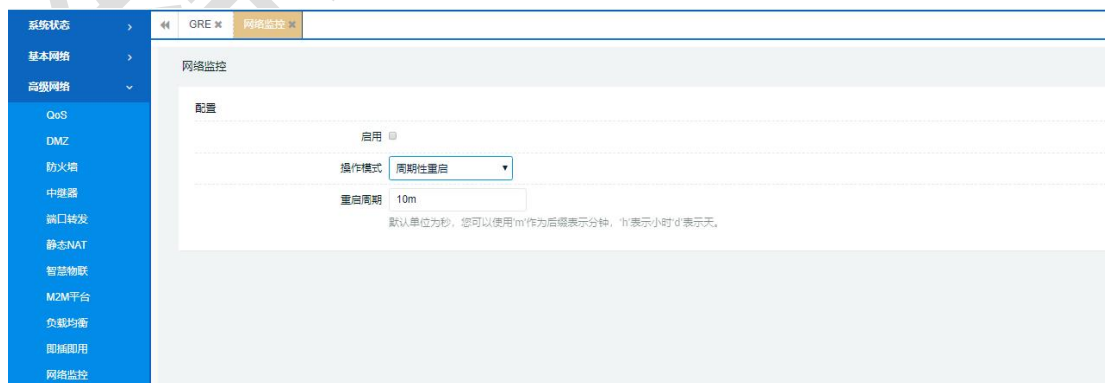 系统状态
基本网络
高级网络
QoS
DMZ
防火墙
中继器
端口转发
静态NAT
智慧物联
M2M平台
负载均衡
即插即用
网络监控
GRE
网络监控
网络监控
配置
启用
操作模式 周期性重启
重启周期 10m
默认单位为秒，您可以使用'm'作为后缀表示分钟，'h'表示小时'd'表示天。